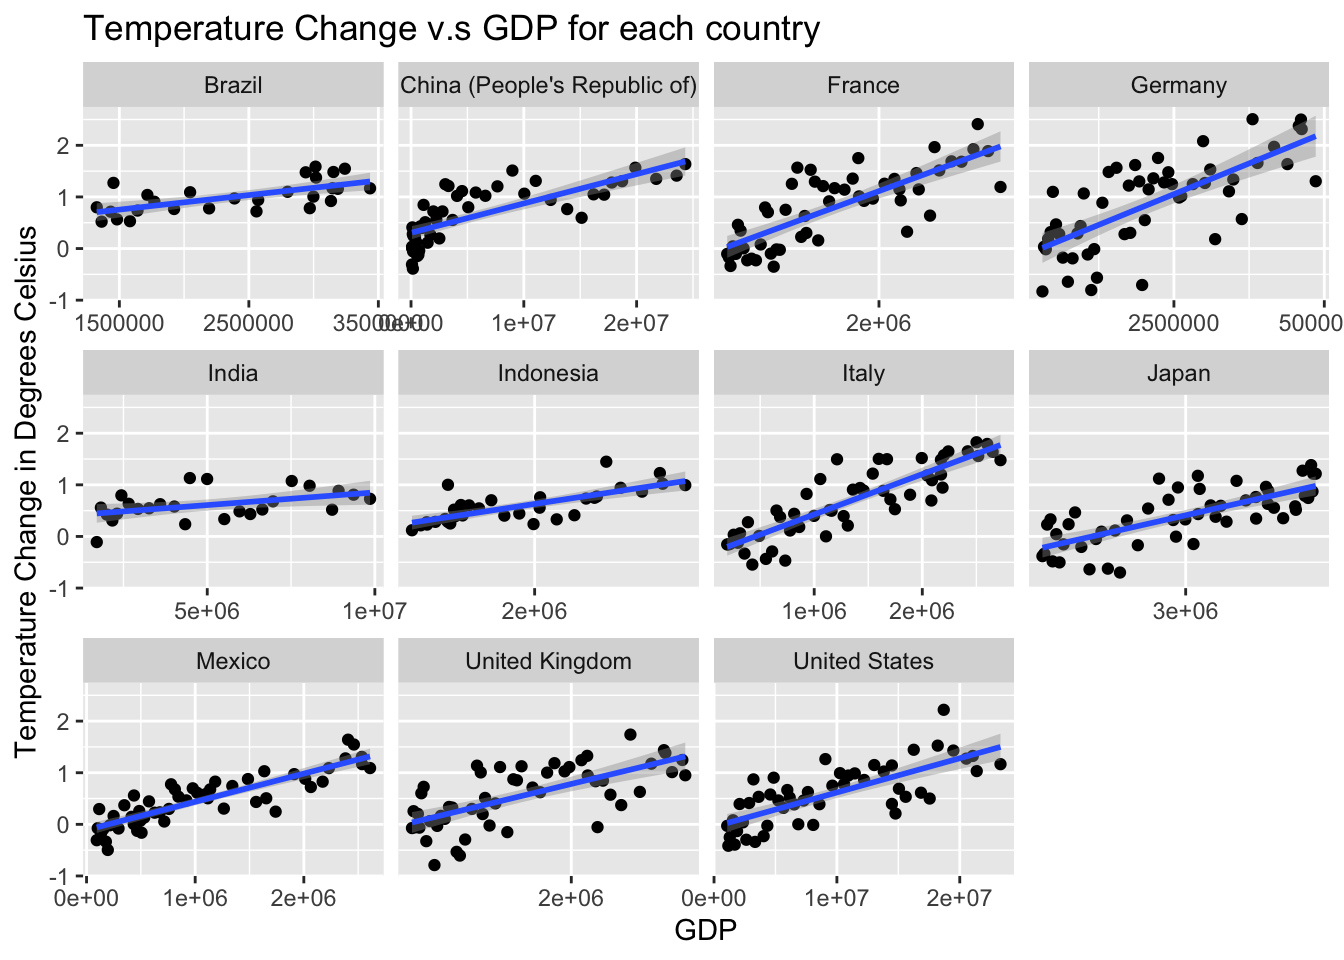 Temperature Change v.s GDP for each country
Brazil
China (People's Republic of)
France
Germany
2
1
0
-1
1500000 2500000 3500000
0e+00 1e+07 2e+07
2e+06
2500000 50000
India
Indonesia
Italy
Japan
2
1
0
-1
5e+06 1e+07
2e+06
1e+06 2e+06
3e+06
Mexico
United Kingdom
United States
2
1
0
-1
0e+00 1e+06 2e+06
2e+06
0e+00 1e+07 2e+07
GDP
Temperature Change in Degrees Celsius